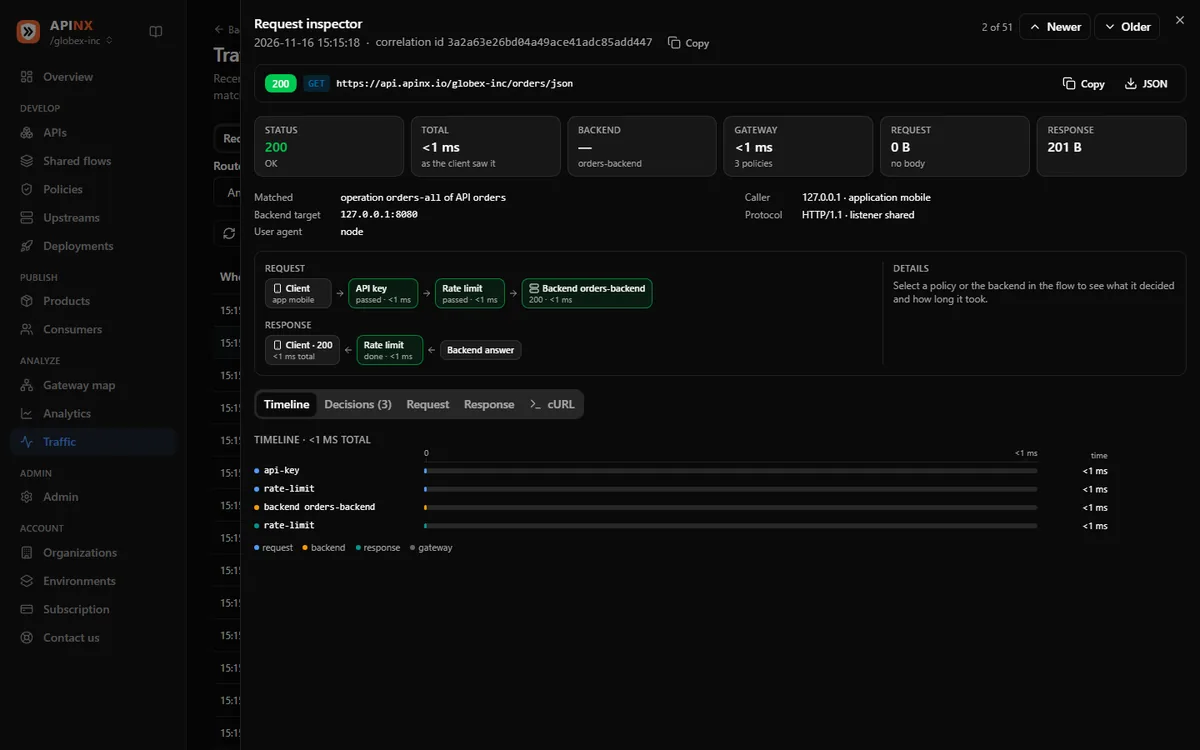 APINX
/globex-inc
Overview
DEVELOP
APIs
Shared flows
Policies
Upstreams
Deployments
PUBLISH
Products
Consumers
ANALYZE
Gateway map
Analytics
Traffic
ADMIN
Admin
ACCOUNT
Organizations
Environments
Subscription
Contact us
Request inspector
2026-11-16 15:15:18 · correlation id 3a2a63e26bd04a49ace41adc85add447 Copy
2 of 51 Newer Older
200 GET https://api.apinx.io/globex-inc/orders/json Copy JSON
STATUS
200
OK
TOTAL
<1 ms
as the client saw it
BACKEND
—
orders-backend
GATEWAY
<1 ms
3 policies
REQUEST
0 B
no body
RESPONSE
201 B
Matched operation orders-all of API orders
Backend target 127.0.0.1:8080
User agent node
Caller 127.0.0.1 · application mobile
Protocol HTTP/1.1 · listener shared
REQUEST
Client
app mobile
API key
passed · <1 ms
Rate limit
passed · <1 ms
Backend orders-backend
200 · <1 ms
RESPONSE
Client · 200
<1 ms total
Rate limit
done · <1 ms
Backend answer
DETAILS
Select a policy or the backend in the flow to see what it decided
and how long it took.
Timeline Decisions (3) Request Response cURL
TIMELINE · <1 MS TOTAL
0 <1 ms time
api-key <1 ms
rate-limit <1 ms
backend orders-backend <1 ms
rate-limit <1 ms
request backend response gateway